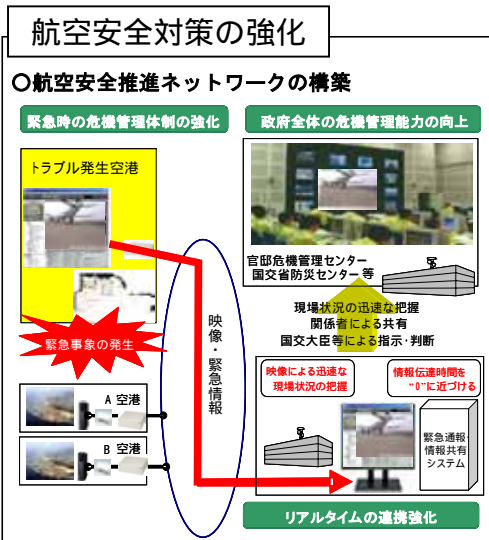 航空安全対策の強化
〇航空安全推進ネットワークの構築
緊急時の危機管理体制の強化
政府全体の危機管理能力の向上
トラブル発生空港
官邸危機管理センター
国交省防災センター 等
映像・緊急情報
現場状況の迅速な把握
関係者による共有
国交大臣等による指示・判断
緊急事象の発生
映像による迅速な
現場状況の把握
情報伝達時間を
“0”に近づける
A 空港
B 空港
緊急通報・
情報共有
システム
リアルタイムの連携強化